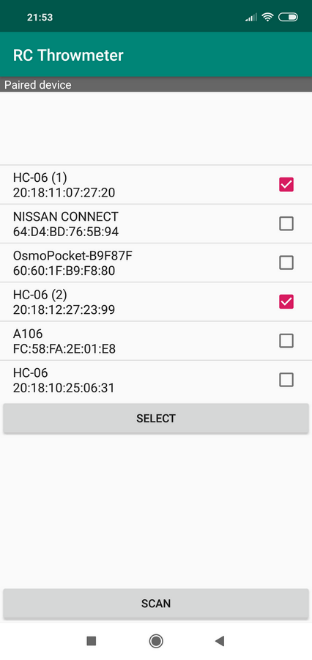 21:53
RC Throwmeter
Paired device
HC-06 (1)
20:18:11:07:27:20
NISSAN CONNECT
64:D4:BD:76:5B:94
OsmoPocket-B9F87F
60:60:1F:B9:F8:80
HC-06 (2)
20:18:12:27:23:99
A106
FC:58:FA:2E:01:E8
HC-06
20:18:10:25:06:31
SELECT
SCAN